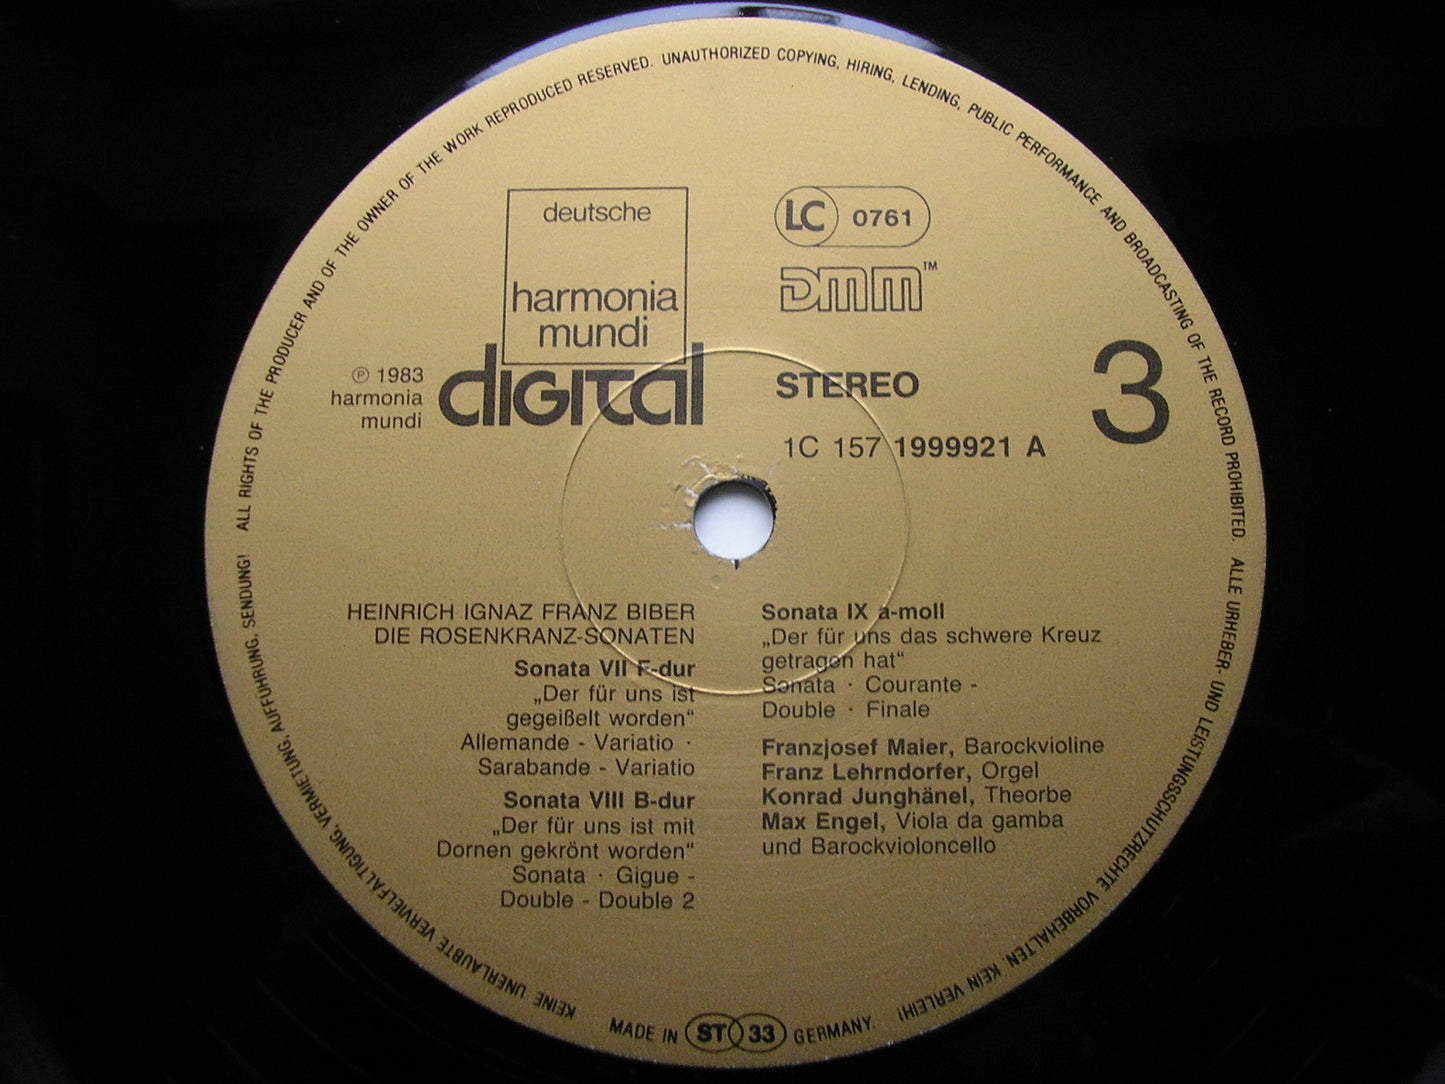 ALL RIGHTS OF THE PRODUCER AND OF THE OWNER OF THE WORK REPRODUCED RESERVED. UNAUTHORIZED COPYING, HIRING, LENDING, PUBLIC PERFORMANCE AND BROADCASTING OF THE RECORD PROHIBITED.
ALLE URHEBER- UND LEISTUNGSSCHUTZRECHTE VORBEHALTEN. KEIN VERLEIH!
KEINE UNERLAUBTE VERVIELFÄLTIGUNG, VERMIETUNG, AUFFÜHRUNG, SENDUNG!
deutsche
harmonia
mundi
digital
℗ 1983
harmonia
mundi
LC 0761
DMM™
STEREO
3
1C 157 1999921 A
HEINRICH IGNAZ FRANZ BIBER
DIE ROSENKRANZ-SONATEN
Sonata VII F-dur
„Der für uns ist
gegeißelt worden“
Allemande - Variatio ·
Sarabande - Variatio
Sonata VIII B-dur
„Der für uns ist mit
Dornen gekrönt worden“
Sonata · Gigue -
Double - Double 2
Sonata IX a-moll
„Der für uns das schwere Kreuz
getragen hat“
Sonata · Courante -
Double · Finale
Franzjosef Maier, Barockvioline
Franz Lehrndorfer, Orgel
Konrad Junghänel, Theorbe
Max Engel, Viola da gamba
und Barockvioloncello
MADE IN ST 33 GERMANY.